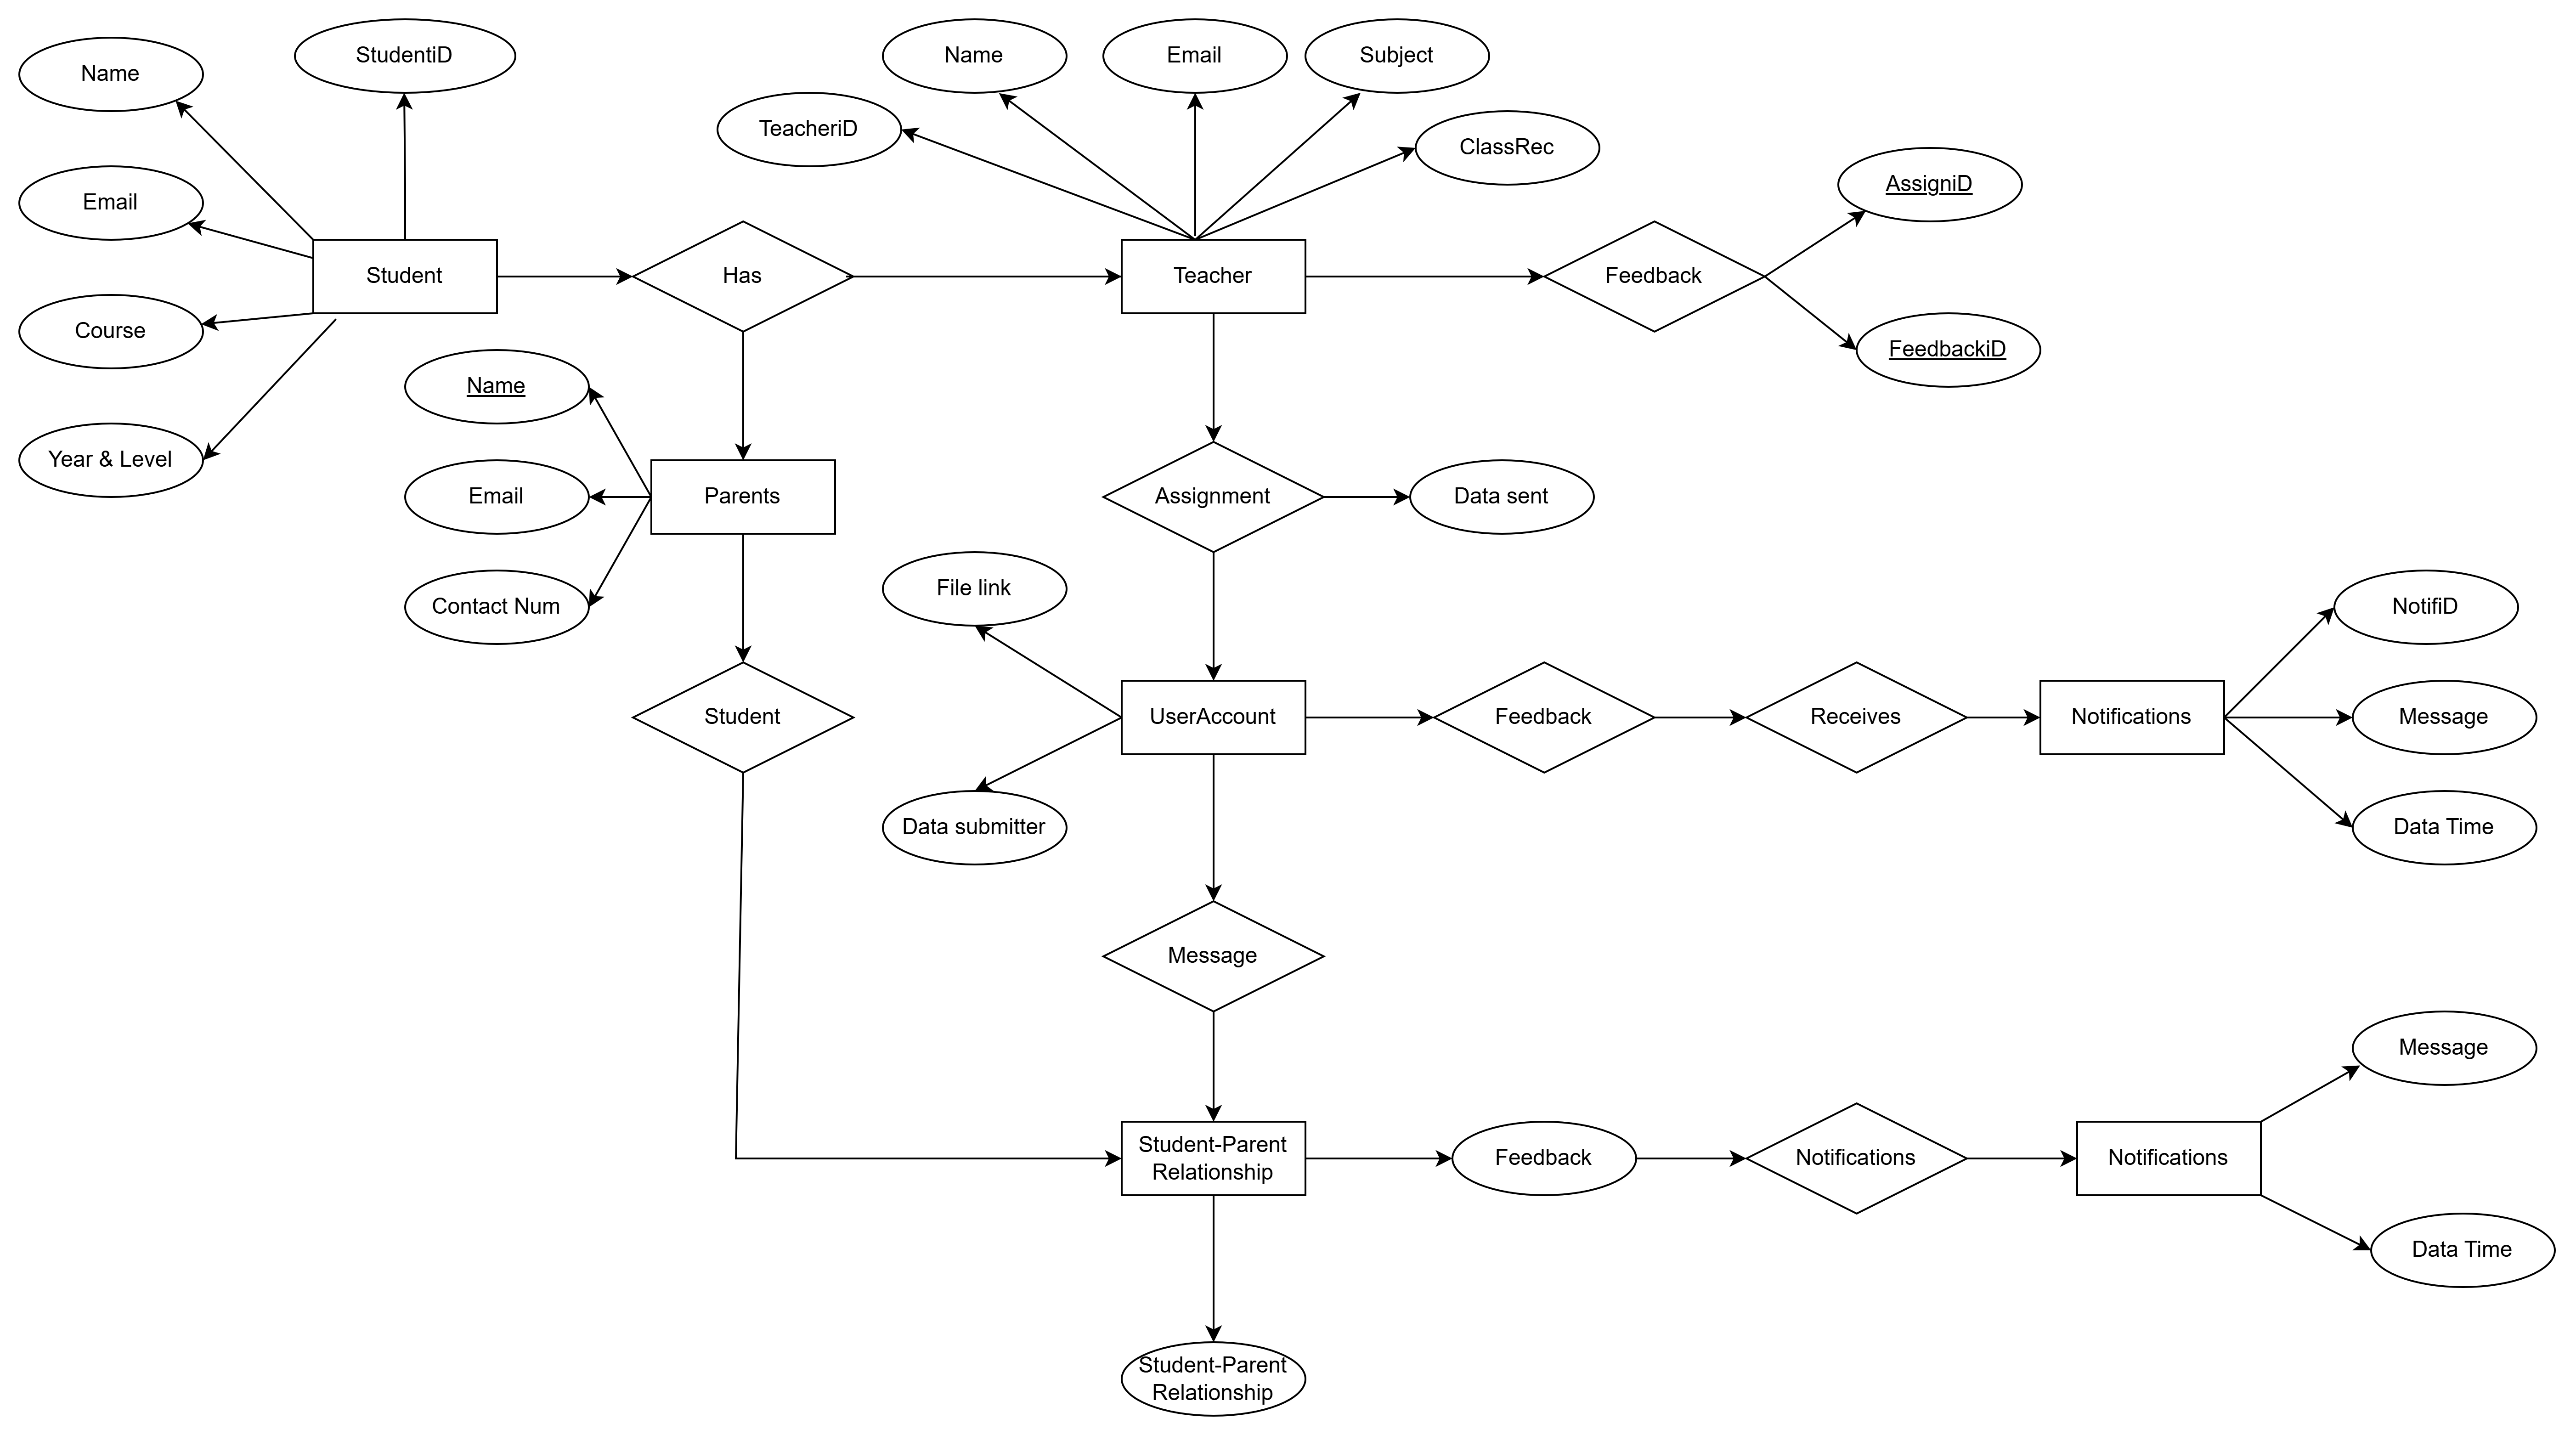 Name
StudentiD
Name
Email
Subject
TeacheriD
ClassRec
Email
AssigniD
Student
Has
Teacher
Feedback
Course
FeedbackiD
Name
Year & Level
Email
Parents
Assignment
Data sent
Contact Num
File link
NotifiD
Student
UserAccount
Feedback
Receives
Notifications
Message
Data submitter
Data Time
Message
Message
Student-Parent
Relationship
Feedback
Notifications
Notifications
Data Time
Student-Parent
Relationship